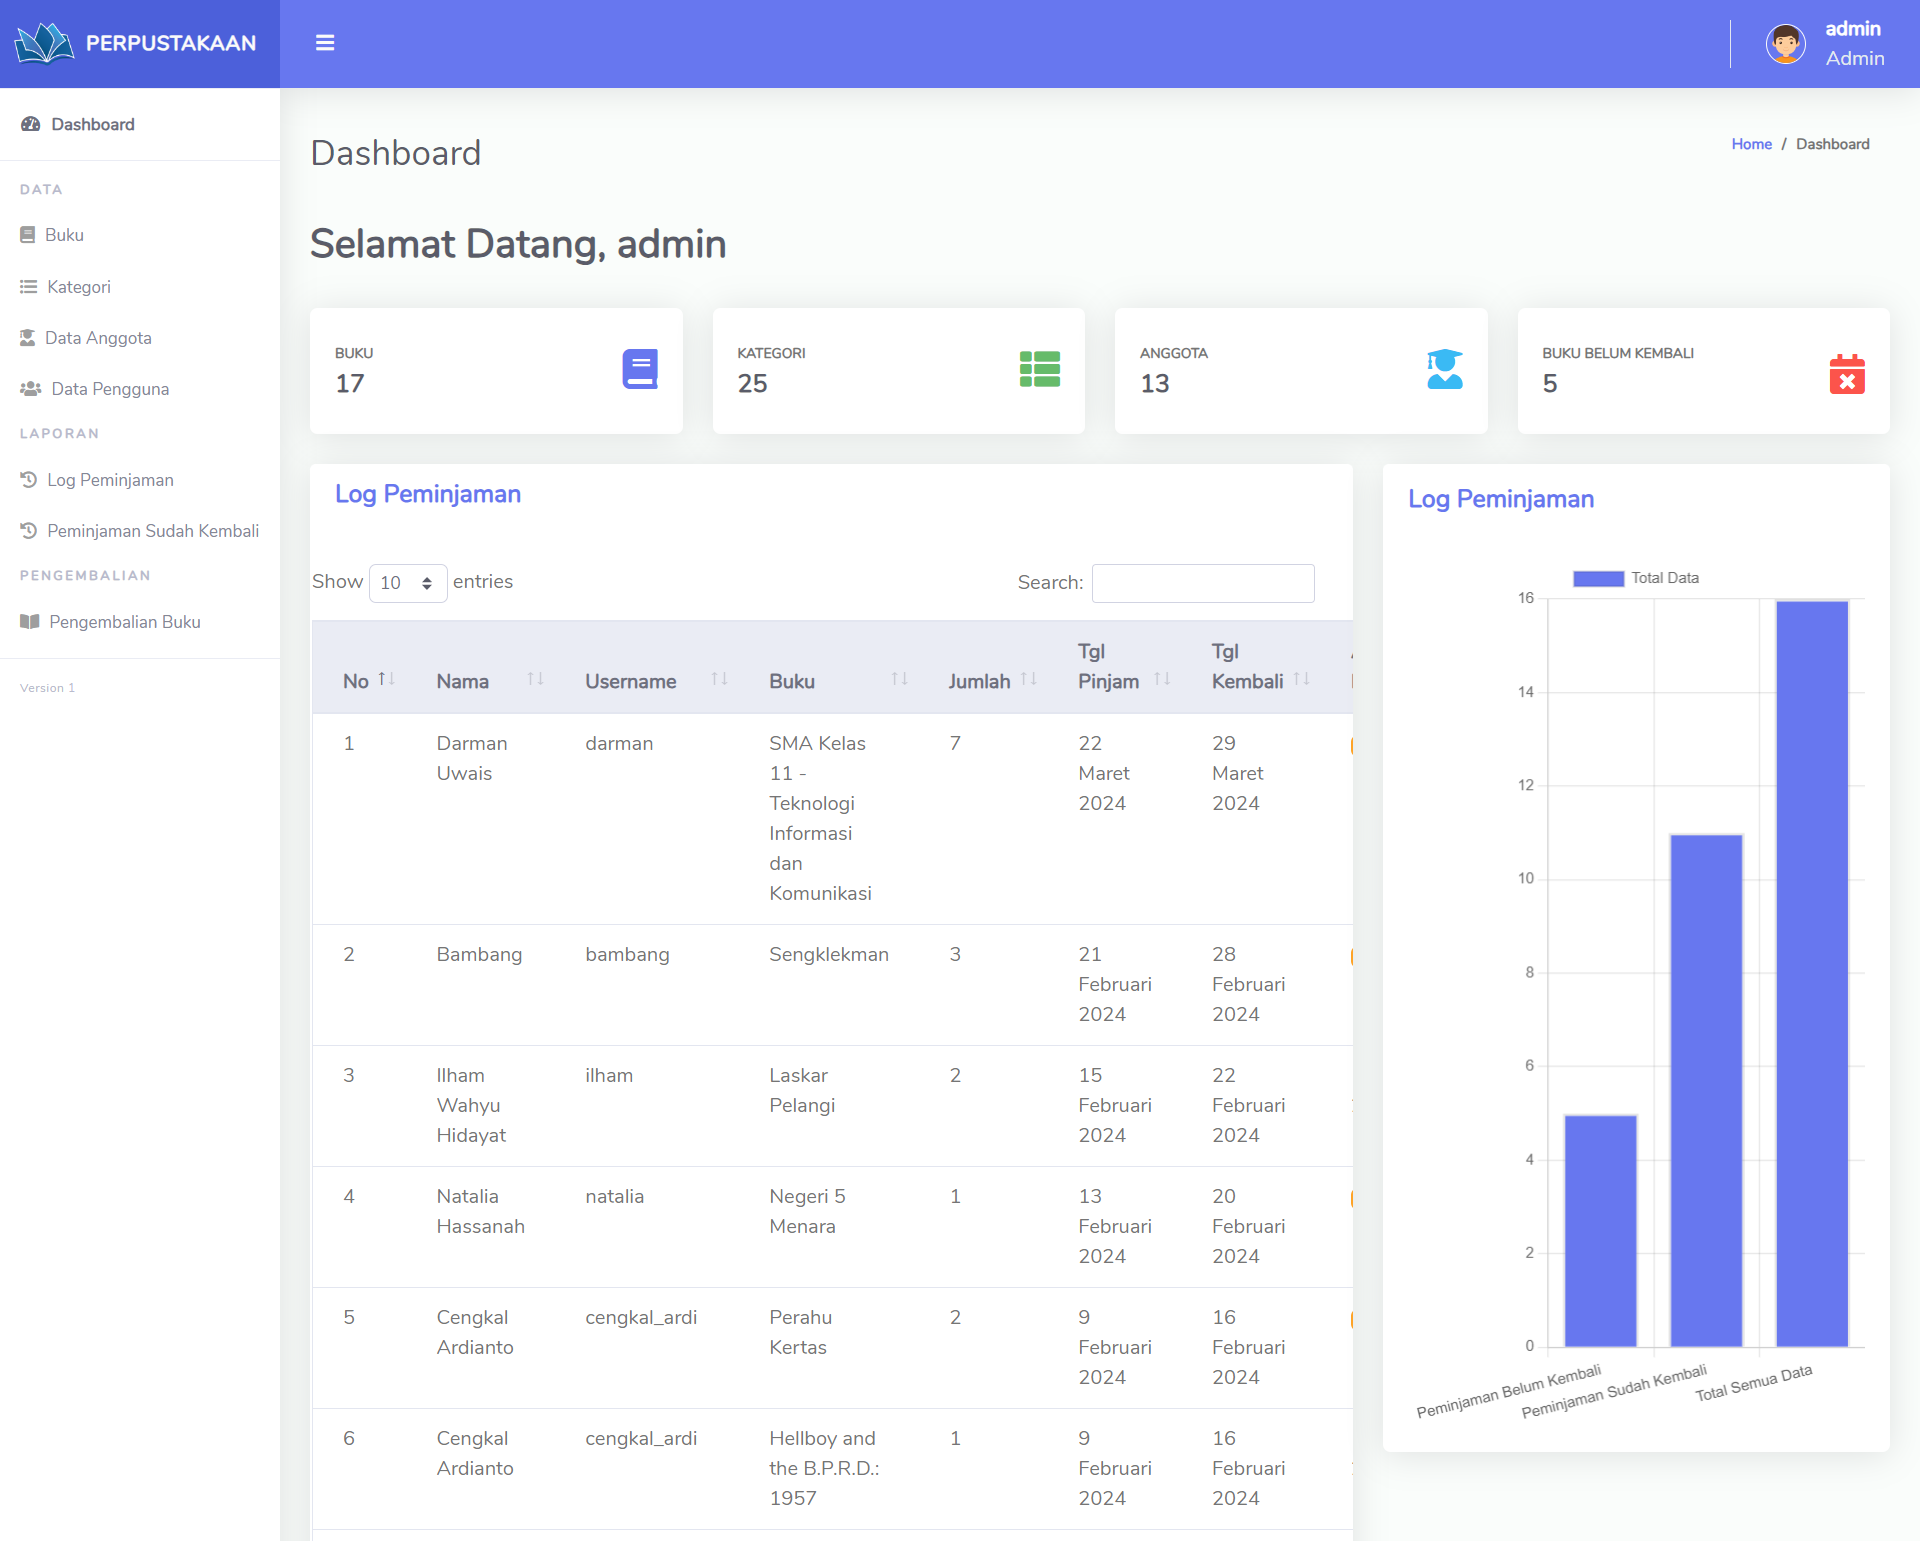 PERPUSTAKAAN
admin
Admin
Dashboard
DATA
Buku
Kategori
Data Anggota
Data Pengguna
LAPORAN
Log Peminjaman
Peminjaman Sudah Kembali
PENGEMBALIAN
Pengembalian Buku
Version 1
Dashboard
Home / Dashboard
Selamat Datang, admin
BUKU
17
KATEGORI
25
ANGGOTA
13
BUKU BELUM KEMBALI
5
Log Peminjaman
Show 10 entries
Search:
No Nama Username Buku Jumlah Tgl Pinjam Tgl Kembali
1 Darman Uwais darman SMA Kelas 11 - Teknologi Informasi dan Komunikasi 7 22 Maret 2024 29 Maret 2024
2 Bambang bambang Sengklekman 3 21 Februari 2024 28 Februari 2024
3 Ilham Wahyu Hidayat ilham Laskar Pelangi 2 15 Februari 2024 22 Februari 2024
4 Natalia Hassanah natalia Negeri 5 Menara 1 13 Februari 2024 20 Februari 2024
5 Cengkal Ardianto cengkal_ardi Perahu Kertas 2 9 Februari 2024 16 Februari 2024
6 Cengkal Ardianto cengkal_ardi Hellboy and the B.P.R.D.: 1957 1 9 Februari 2024 16 Februari 2024
Log Peminjaman
Total Data
16
14
12
10
8
6
4
2
0
Peminjaman Belum Kembali
Peminjaman Sudah Kembali
Total Semua Data